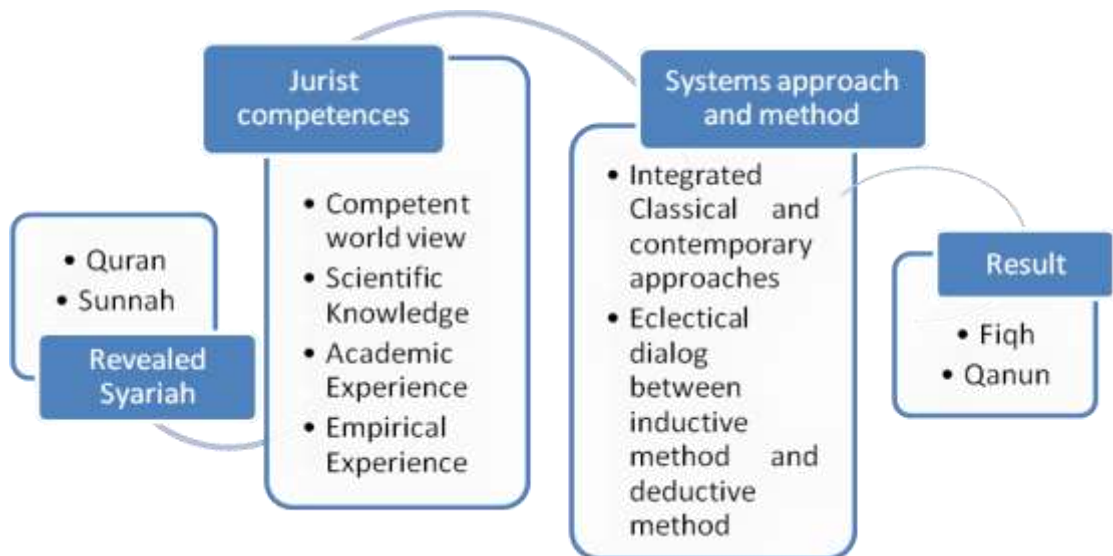 • Quran
• Sunnah
Revealed
Syariah
Jurist
competences
• Competent
world view
• Scientific
Knowledge
• Academic
Experience
• Empirical
Experience
Systems approach
and method
• Integrated
Classical and
contemporary
approaches
• Eclectical
dialog
between
inductive
method and
deductive
method
Result
• Fiqh
• Qanun